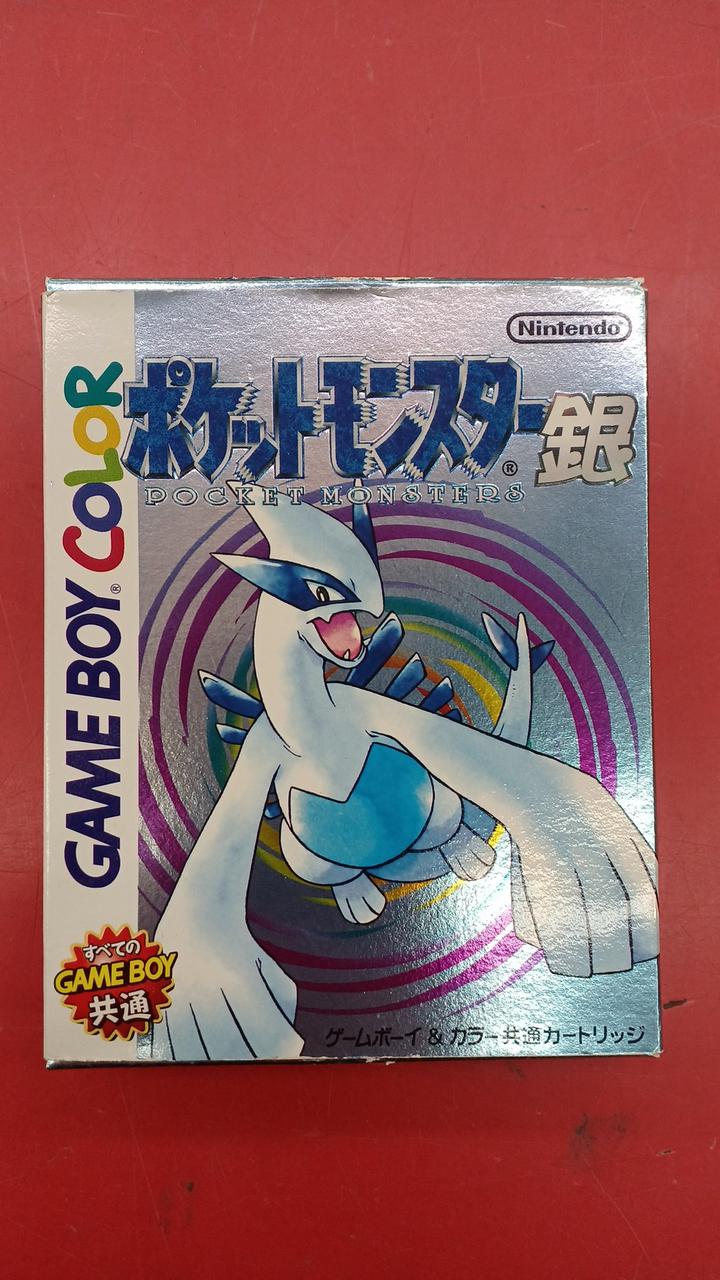 Nintendo
ポケットモンスター銀
®
POCKET MONSTERS
GAME BOY® COLOR
すべての
GAME BOY
共通
ゲームボーイ & カラー共通カートリッジ